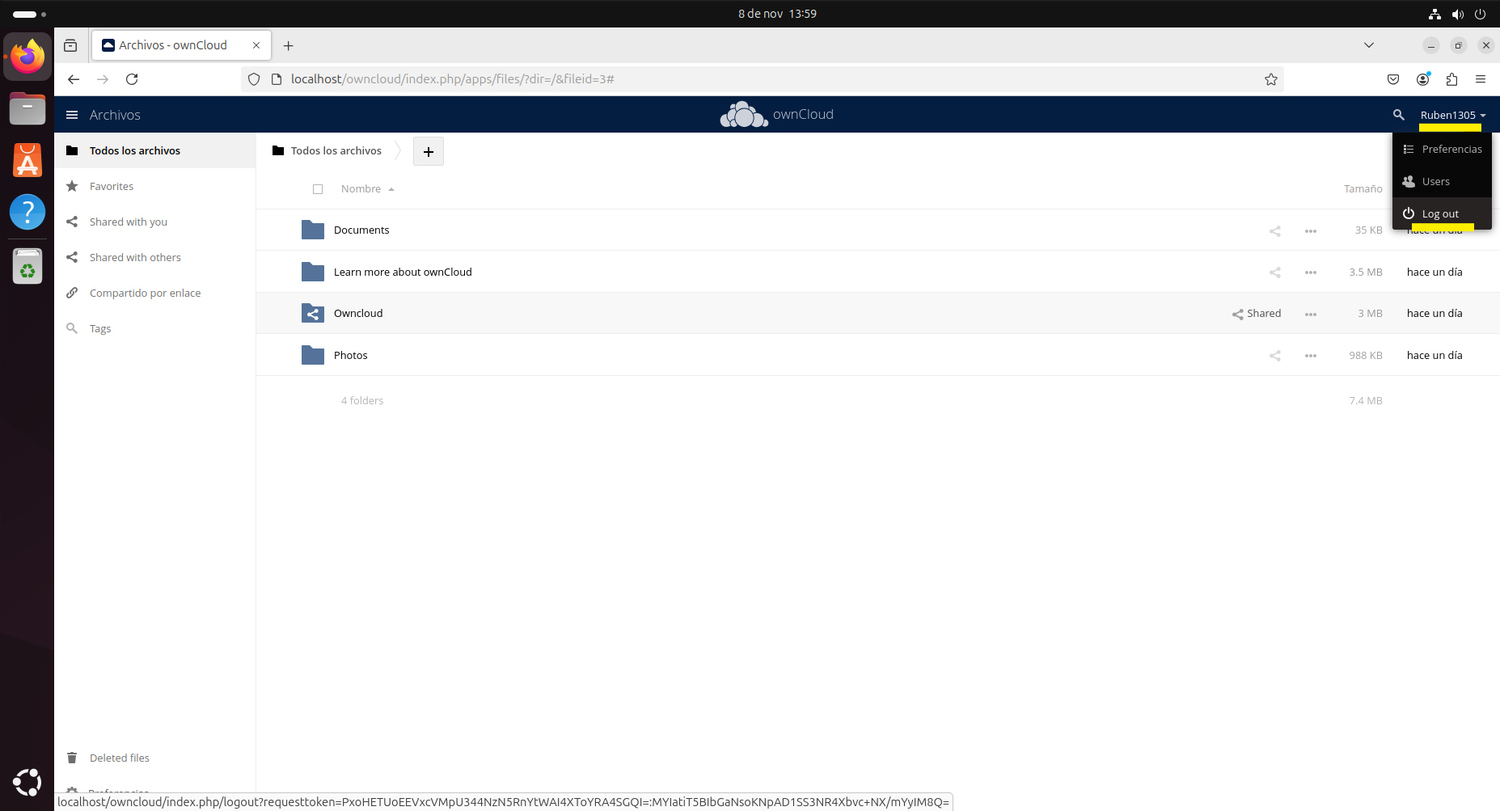 8 de nov 13:59
Archivos - ownCloud
localhost/owncloud/index.php/apps/files/?dir=/&fileid=3#
Archivos
ownCloud
Ruben1305
Todos los archivos
Favorites
Shared with you
Shared with others
Compartido por enlace
Tags
Todos los archivos
Nombre
Tamaño
Preferencias
Users
Log out
Documents 35 KB hace un día
Learn more about ownCloud 3.5 MB hace un día
Owncloud Shared 3 MB hace un día
Photos 988 KB hace un día
4 folders 7.4 MB
Deleted files
Preferencias
localhost/owncloud/index.php/logout?requesttoken=PxoHETUoEEVxcVMpU344NzN5RnYtWAI4XToYRA4SGQI=:MYIatiT5BIbGaNsoKNpAD1SS3NR4Xbvc+NX/mYyIM8Q=